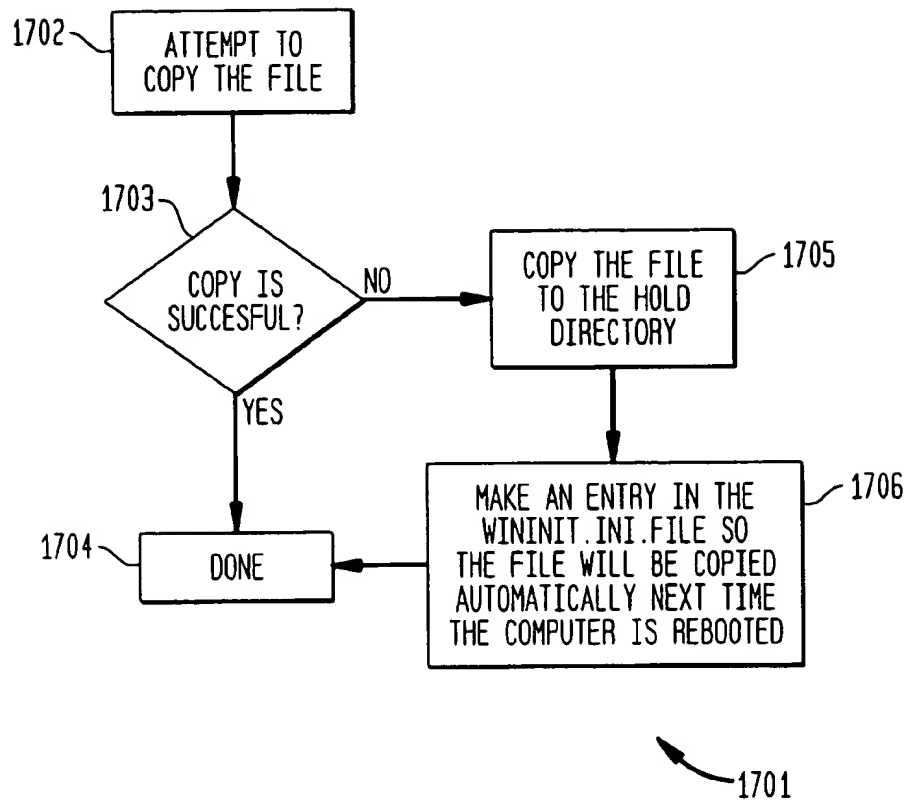 1702
ATTEMPT TO
COPY THE FILE
1703
COPY IS
SUCCESFUL?
NO
YES
1705
COPY THE FILE
TO THE HOLD
DIRECTORY
1706
MAKE AN ENTRY IN THE
WININIT.INI.FILE SO
THE FILE WILL BE COPIED
AUTOMATICALLY NEXT TIME
THE COMPUTER IS REBOOTED
1704
DONE
1701